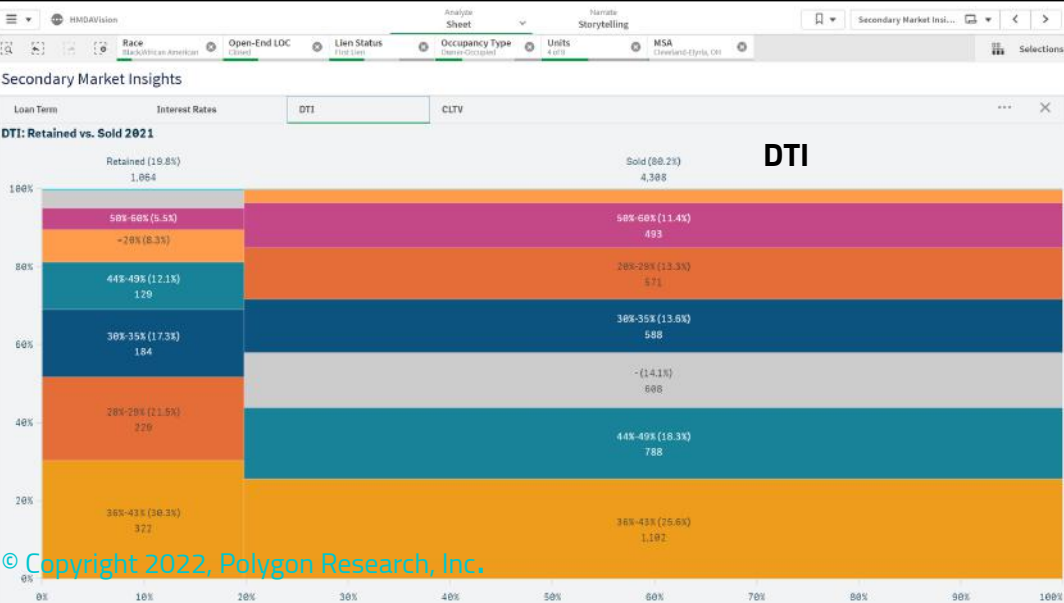 Analyze
Narrate
HMDAVision
Sheet
Storytelling
Secondary Market Insi...
Race
Black/African American
Open-End LOC
Closed
Lien Status
First Lien
Occupancy Type
Owner-Occupied
Units
4 of 8
MSA
Cleveland-Elyria, OH
Selections
Secondary Market Insights
Loan Term
Interest Rates
DTI
CLTV
DTI: Retained vs. Sold 2021
DTI
Retained (19.8%)
1,064
Sold (80.2%)
4,308
100%
80%
60%
40%
20%
0%
50%-60% (5.5%)
<20% (8.3%)
44%-49% (12.1%)
129
30%-35% (17.3%)
184
20%-29% (21.5%)
36%-43% (30.3%)
322
50%-60% (11.4%)
493
20%-29% (13.3%)
571
30%-35% (13.6%)
588
- (14.1%)
608
44%-49% (18.3%)
788
36%-43% (25.6%)
1,102
© Copyright 2022, Polygon Research, Inc.
0%
10%
20%
30%
40%
50%
60%
70%
80%
90%
100%